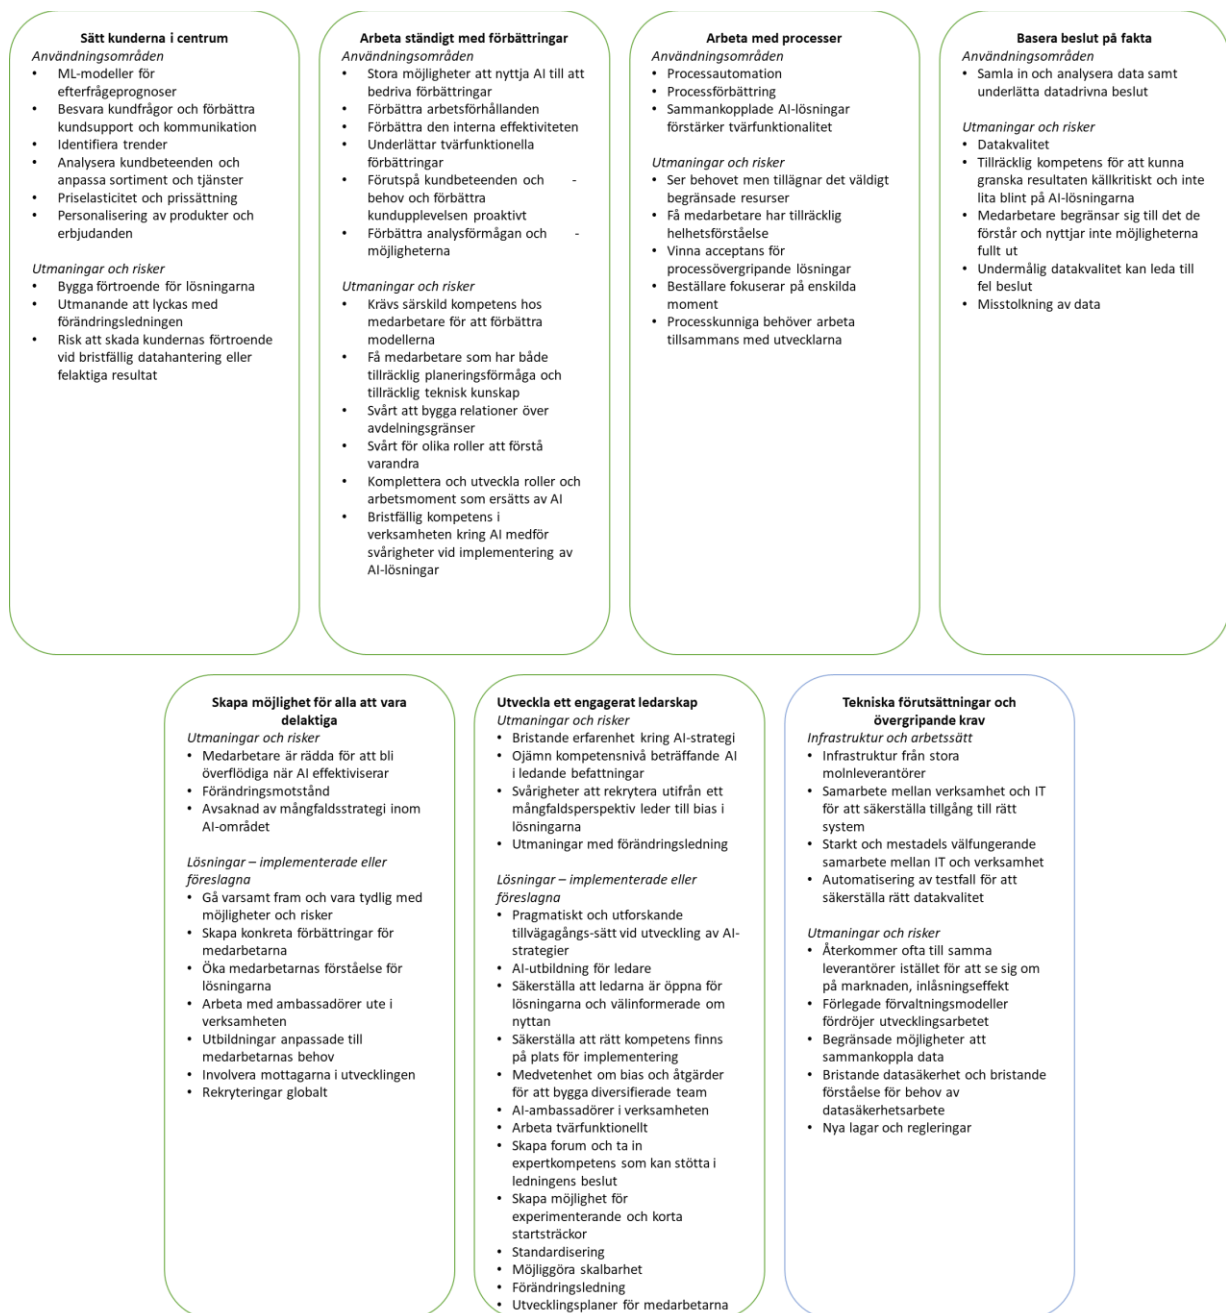 Sätt kunderna i centrum
Användningsområden
• ML-modeller för
efterfrågeprognoser
• Besvara kundfrågor och förbättra
kundsupport och kommunikation
• Identifiera trender
• Analysera kundbeteenden och
anpassa sortiment och tjänster
• Priselasticitet och prissättning
• Personalisering av produkter och
erbjudanden
Utmaningar och risker
• Bygga förtroende för lösningarna
• Utmanande att lyckas med
förändringsledningen
• Risk att skada kundernas förtroende
vid bristfällig datahantering eller
felaktiga resultat
Arbeta ständigt med förbättringar
Användningsområden
• Stora möjligheter att nyttja AI till att
bedriva förbättringar
• Förbättra arbetsförhållanden
• Förbättra den interna effektiviteten
• Underlättar tvärfunktionella
förbättringar
• Förutspå kundbeteenden och -
behov och förbättra
kundupplevelsen proaktivt
• Förbättra analysförmågan och -
möjligheterna
Utmaningar och risker
• Krävs särskild kompetens hos
medarbetare för att förbättra
modellerna
• Få medarbetare som har både
tillräcklig planeringsförmåga och
tillräcklig teknisk kunskap
• Svårt att bygga relationer över
avdelningsgränser
• Svårt för olika roller att förstå
varandra
• Komplettera och utveckla roller och
arbetsmoment som ersätts av AI
• Bristfällig kompetens i
verksamheten kring AI medför
svårigheter vid implementering av
AI-lösningar
Arbeta med processer
Användningsområden
• Processautomation
• Processförbättring
• Sammankopplade AI-lösningar
förstärker tvärfunktionalitet
Utmaningar och risker
• Ser behovet men tillägnar det väldigt
begränsade resurser
• Få medarbetare har tillräcklig
helhetsförståelse
• Vinna acceptans för
processövergripande lösningar
• Beställare fokuserar på enskilda
moment
• Processkunniga behöver arbeta
tillsammans med utvecklarna
Basera beslut på fakta
Användningsområden
• Samla in och analysera data samt
underlätta datadrivna beslut
Utmaningar och risker
• Datakvalitet
• Tillräcklig kompetens för att kunna
granska resultaten källkritiskt och inte
lita blint på AI-lösningarna
• Medarbetare begränsar sig till det de
förstår och nyttjar inte möjligheterna
fullt ut
• Undermålig datakvalitet kan leda till
fel beslut
• Misstolkning av data
Skapa möjlighet för alla att vara
delaktiga
Utmaningar och risker
• Medarbetare är rädda för att bli
överflödiga när AI effektiviserar
• Förändringsmotstånd
• Avsaknad av mångfaldsstrategi inom
AI-området
Lösningar – implementerade eller
föreslagna
• Gå varsamt fram och vara tydlig med
möjligheter och risker
• Skapa konkreta förbättringar för
medarbetarna
• Öka medarbetarnas förståelse för
lösningarna
• Arbeta med ambassadörer ute i
verksamheten
• Utbildningar anpassade till
medarbetarnas behov
• Involvera mottagarna i utvecklingen
• Rekryteringar globalt
Utveckla ett engagerat ledarskap
Utmaningar och risker
• Bristande erfarenhet kring AI-strategi
• Ojämn kompetensnivå beträffande AI
i ledande befattningar
• Svårigheter att rekrytera utifrån ett
mångfaldsperspektiv leder till bias i
lösningarna
• Utmaningar med förändringsledning
Lösningar – implementerade eller
föreslagna
• Pragmatiskt och utforskande
tillvägagångs-sätt vid utveckling av AI-
strategier
• AI-utbildning för ledare
• Säkerställa att ledarna är öppna för
lösningarna och välinformerade om
nyttan
• Säkerställa att rätt kompetens finns
på plats för implementering
• Medvetenhet om bias och åtgärder
för att bygga diversifierade team
• AI-ambassadörer i verksamheten
• Arbeta tvärfunktionellt
• Skapa forum och ta in
expertkompetens som kan stötta i
ledningens beslut
• Skapa möjlighet för
experimenterande och korta
startsträckor
• Standardisering
• Möjliggöra skalbarhet
• Förändringsledning
• Utvecklingsplaner för medarbetarna
Tekniska förutsättningar och
övergripande krav
Infrastruktur och arbetssätt
• Infrastruktur från stora
molnleverantörer
• Samarbete mellan verksamhet och IT
för att säkerställa tillgång till rätt
system
• Starkt och mestadels välfungerande
samarbete mellan IT och verksamhet
• Automatisering av testfall för att
säkerställa rätt datakvalitet
Utmaningar och risker
• Återkommer ofta till samma
leverantörer istället för att se sig om
på marknaden, inlåsningseffekt
• Förlegade förvaltningsmodeller
fördröjer utvecklingsarbetet
• Begränsade möjligheter att
sammankoppla data
• Bristande datasäkerhet och bristande
förståelse för behov av
datasäkerhetsarbete
• Nya lagar och regleringar